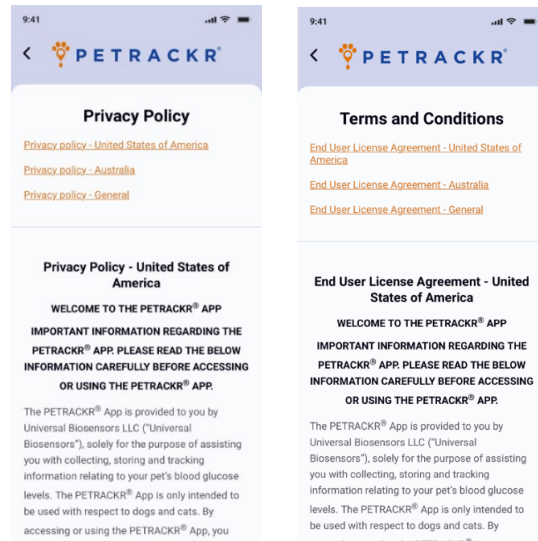 9:41
PETRACKR®
Privacy Policy
Privacy policy - United States of America
Privacy policy - Australia
Privacy policy - General
Privacy Policy - United States of
America
WELCOME TO THE PETRACKR® APP
IMPORTANT INFORMATION REGARDING THE
PETRACKR® APP. PLEASE READ THE BELOW
INFORMATION CAREFULLY BEFORE ACCESSING
OR USING THE PETRACKR® APP.
The PETRACKR® App is provided to you by
Universal Biosensors LLC ("Universal
Biosensors"), solely for the purpose of assisting
you with collecting, storing and tracking
information relating to your pet's blood glucose
levels. The PETRACKR® App is only intended to
be used with respect to dogs and cats. By
accessing or using the PETRACKR® App, you
9:41
PETRACKR®
Terms and Conditions
End User License Agreement - United States of
America
End User License Agreement - Australia
End User License Agreement - General
End User License Agreement - United
States of America
WELCOME TO THE PETRACKR® APP
IMPORTANT INFORMATION REGARDING THE
PETRACKR® APP. PLEASE READ THE BELOW
INFORMATION CAREFULLY BEFORE ACCESSING
OR USING THE PETRACKR® APP.
The PETRACKR® App is provided to you by
Universal Biosensors LLC ("Universal
Biosensors"), solely for the purpose of assisting
you with collecting, storing and tracking
information relating to your pet's blood glucose
levels. The PETRACKR® App is only intended to
be used with respect to dogs and cats. By